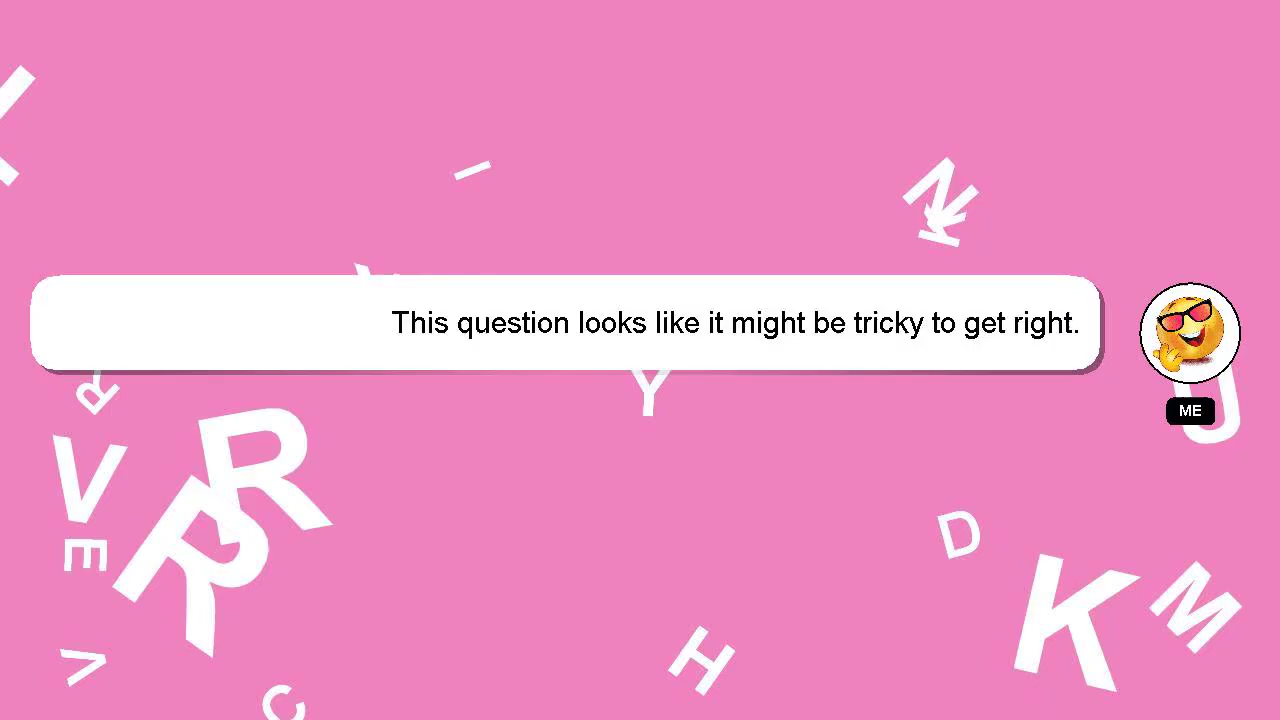 I
N
K
This question looks like it might be tricky to get right.
ME
R
Y
U
V
R
R
E
D
K
M
H
V
C